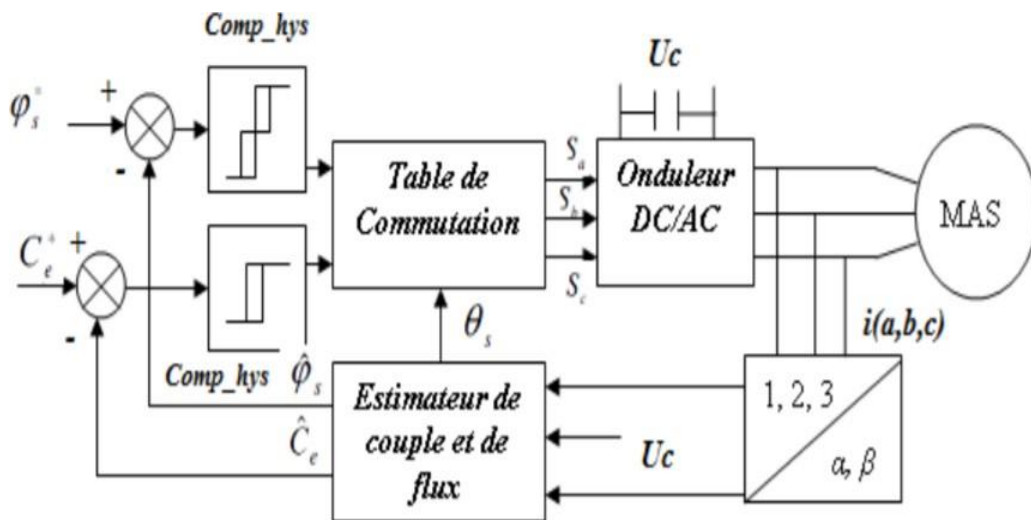 Comp_hys
Uc
φs*
+
-
Table de
Commutation
Sa
Sb
Sc
Onduleur
DC/AC
MAS
Ce*
+
-
Comp_hys
θs
φ̂s
Ĉe
Estimateur de
couple et de
flux
Uc
i(a,b,c)
1, 2, 3
α, β